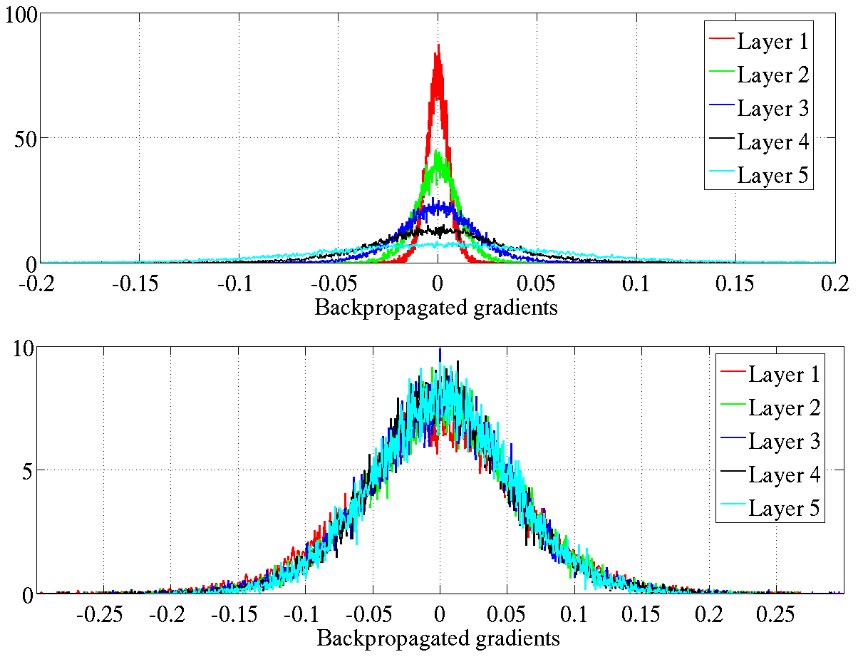 100
50
0
-0.2 -0.15 -0.1 -0.05 0 0.05 0.1 0.15 0.2
Backpropagated gradients
Layer 1
Layer 2
Layer 3
Layer 4
Layer 5
10
5
0
-0.25 -0.2 -0.15 -0.1 -0.05 0 0.05 0.1 0.15 0.2 0.25
Backpropagated gradients
Layer 1
Layer 2
Layer 3
Layer 4
Layer 5